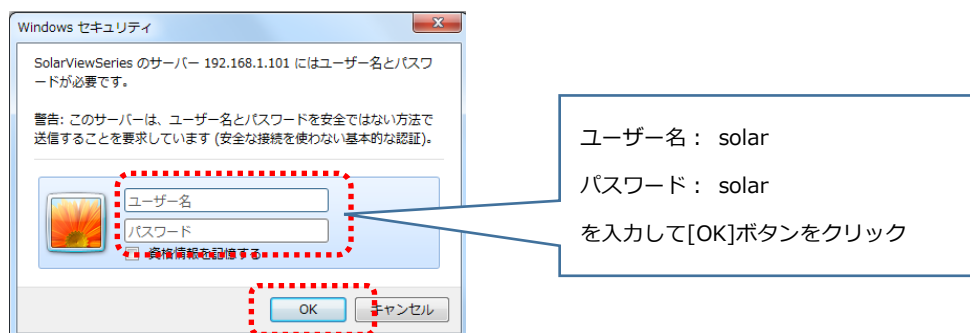 Windows セキュリティ
SolarViewSeries のサーバー 192.168.1.101 にはユーザー名とパスワ
ードが必要です。
警告: このサーバーは、ユーザー名とパスワードを安全ではない方法で
送信することを要求しています (安全な接続を使わない基本的な認証)。
ユーザー名
パスワード
資格情報を記憶する
OK
キャンセル
ユーザー名： solar
パスワード： solar
を入力して[OK]ボタンをクリック